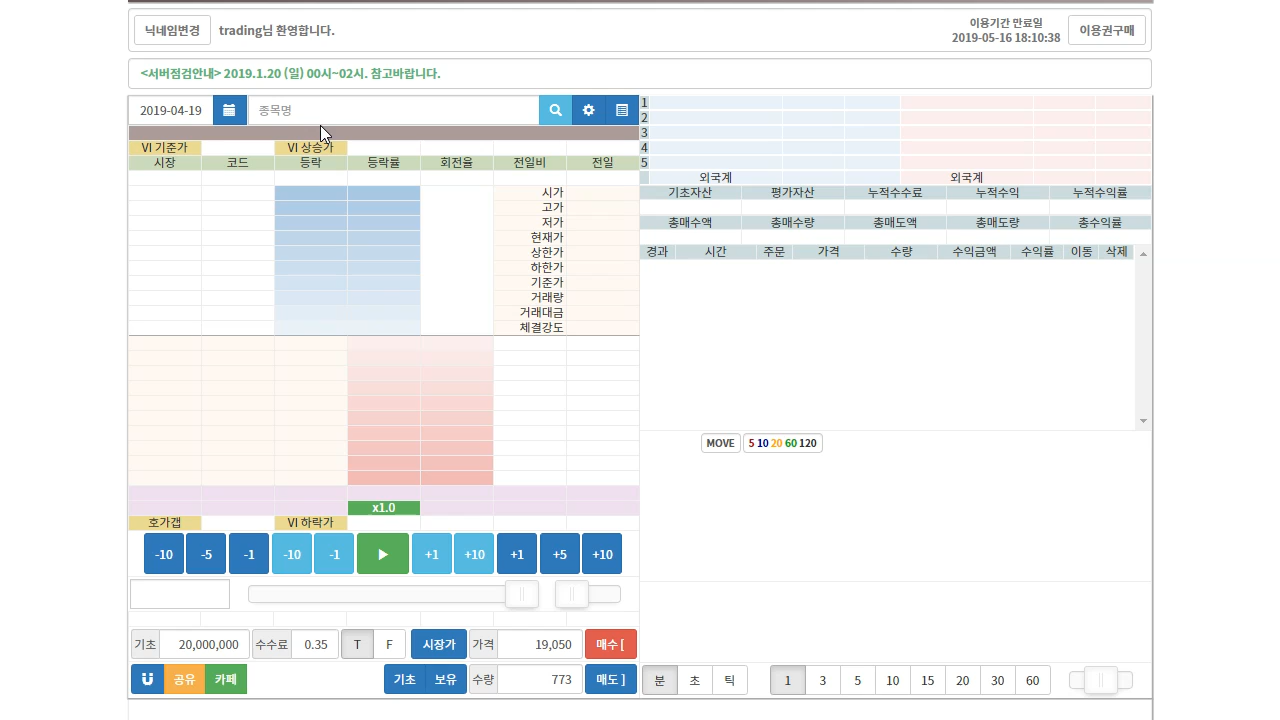 닉네임변경 trading님 환영합니다. 이용기간 만료일 2019-05-16 18:10:38 이용권구매
<서버점검안내> 2019.1.20 (일) 00시~02시. 참고바랍니다.
2019-04-19 종목명
VI 기준가 VI 상승가
시장 코드 등락 등락률 회전율 전일비 전일
시가
고가
저가
현재가
상한가
하한가
기준가
거래량
거래대금
체결강도
x1.0
호가갭 VI 하락가
-10 -5 -1 -10 -1 +1 +10 +1 +5 +10
기초 20,000,000 수수료 0.35 T F 시장가 가격 19,050 매수 [
공유 카페 기초 보유 수량 773 매도 ]
1
2
3
4
5
외국계 외국계
기초자산 평가자산 누적수수료 누적수익 누적수익률
총매수액 총매수량 총매도액 총매도량 총수익률
경과 시간 주문 가격 수량 수익금액 수익률 이동 삭제
MOVE 5 10 20 60 120
분 초 틱 1 3 5 10 15 20 30 60